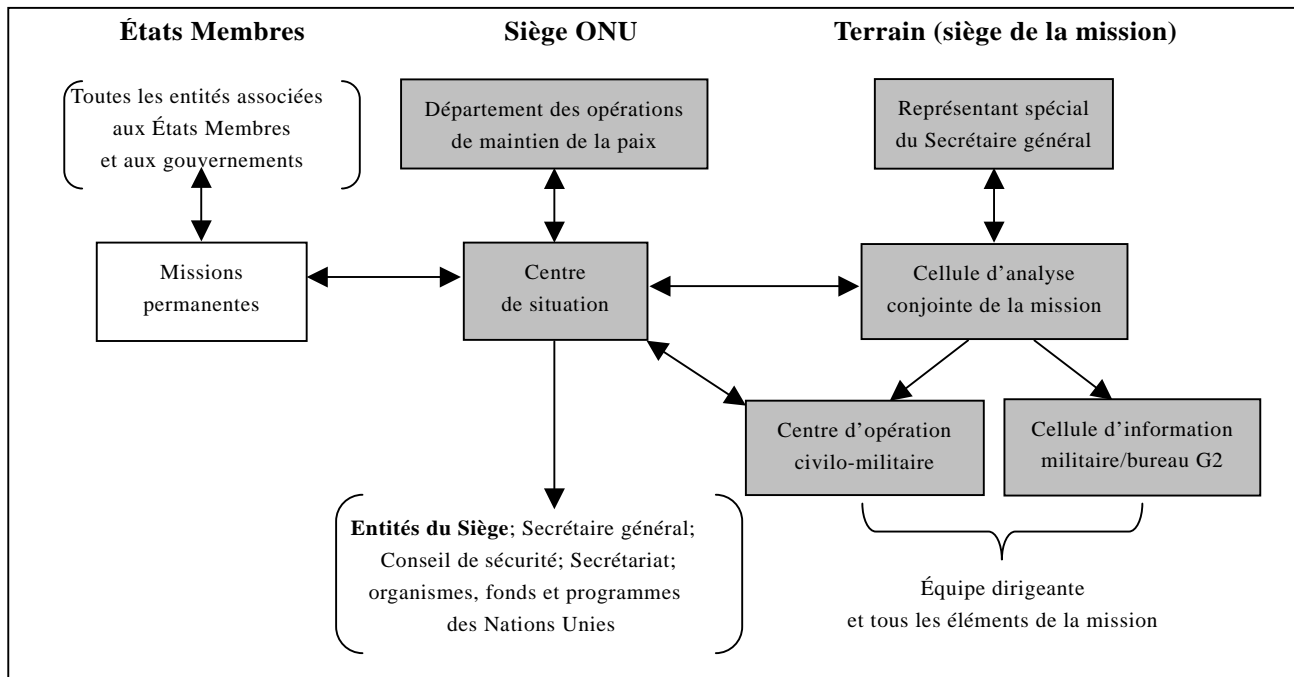 États Membres
Siège ONU
Terrain (siège de la mission)
Toutes les entités associées
aux États Membres
et aux gouvernements
Département des opérations
de maintien de la paix
Représentant spécial
du Secrétaire général
Missions
permanentes
Centre
de situation
Cellule d’analyse
conjointe de la mission
Centre d’opération
civilo-militaire
Cellule d’information
militaire/bureau G2
Entités du Siège; Secrétaire général;
Conseil de sécurité; Secrétariat;
organismes, fonds et programmes
des Nations Unies
Équipe dirigeante
et tous les éléments de la mission